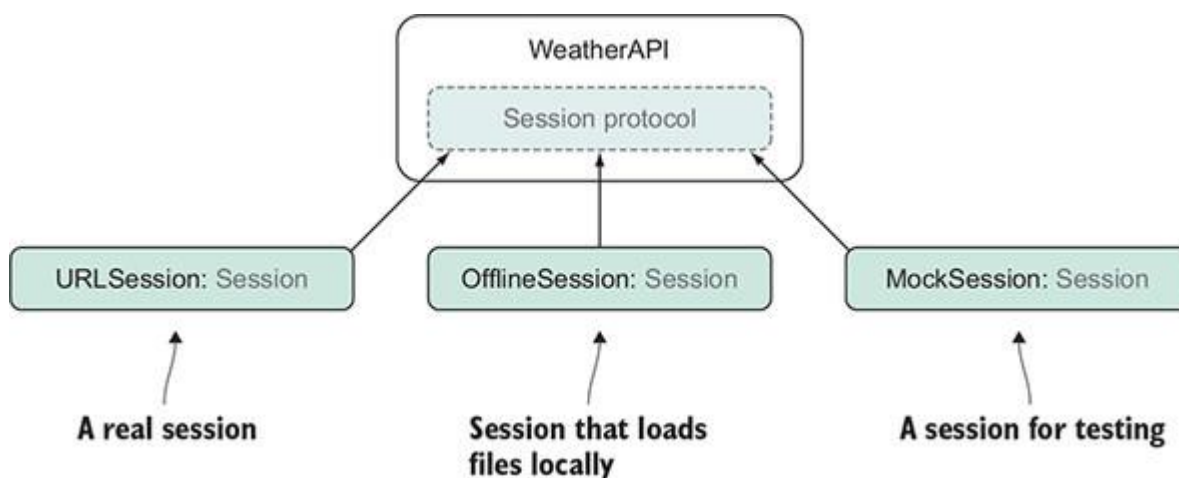 WeatherAPI
Session protocol
URLSession: Session
OfflineSession: Session
MockSession: Session
A real session
Session that loads
files locally
A session for testing